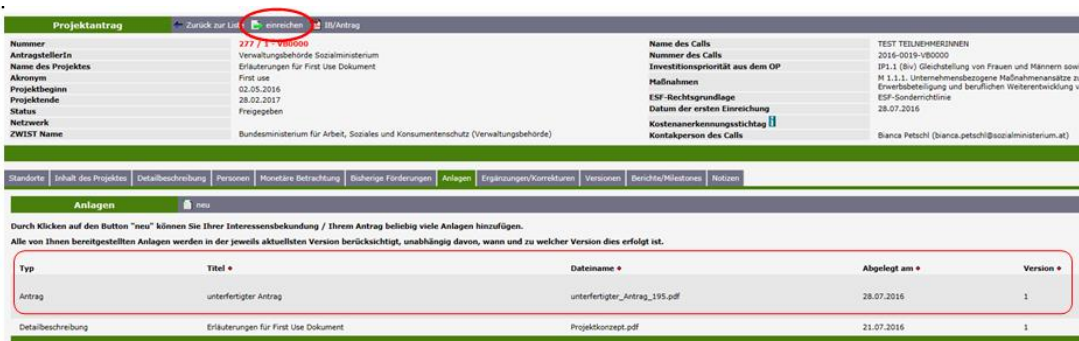 Projektantrag Zurück zur Liste einreichen IB/Antrag
Nummer 277 / 1 - VB0000 Name des Calls TEST TEILNEHMERINNEN
AntragstellerIn Verwaltungsbehörde Sozialministerium Nummer des Calls 2016-0019-VB0000
Name des Projektes Erläuterungen für First Use Dokument Investitionspriorität aus dem OP IP1.1 (8iv) Gleichstellung von Frauen und Männern sowi
Akronym First use Maßnahmen M 1.1.1. Unternehmensbezogene Maßnahmenansätze zu
Projektbeginn 02.05.2016 Erwerbsbeteiligung und beruflichen Weiterentwicklung v
Projektende 28.02.2017 ESF-Rechtsgrundlage ESF-Sonderrichtlinie
Status Freigegeben Datum der ersten Einreichung 28.07.2016
Netzwerk Kostenanerkennungsstichtag i
ZWIST Name Bundesministerium für Arbeit, Soziales und Konsumentenschutz (Verwaltungsbehörde) Kontakperson des Calls Bianca Petschl (bianca.petschl@sozialministerium.at)
Standorte Inhalt des Projektes Detailbeschreibung Personen Monetäre Betrachtung Bisherige Förderungen Anlagen Ergänzungen/Korrekturen Versionen Berichte/Milestones Notizen
Anlagen neu
Durch Klicken auf den Button "neu" können Sie Ihrer Interessensbekundung / Ihrem Antrag beliebig viele Anlagen hinzufügen.
Alle von Ihnen bereitgestellten Anlagen werden in der jeweils aktuellsten Version berücksichtigt, unabhängig davon, wann und zu welcher Version dies erfolgt ist.
Typ Titel Dateiname Abgelegt am Version
Antrag unterfertigter Antrag unterfertigter_Antrag_195.pdf 28.07.2016 1
Detailbeschreibung Erläuterungen für First Use Dokument Projektkonzept.pdf 21.07.2016 1